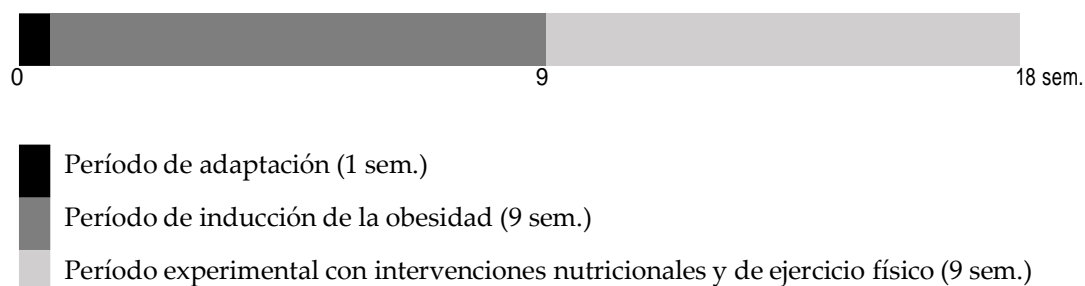 0 9 18 sem.
Período de adaptación (1 sem.)
Período de inducción de la obesidad (9 sem.)
Período experimental con intervenciones nutricionales y de ejercicio físico (9 sem.)